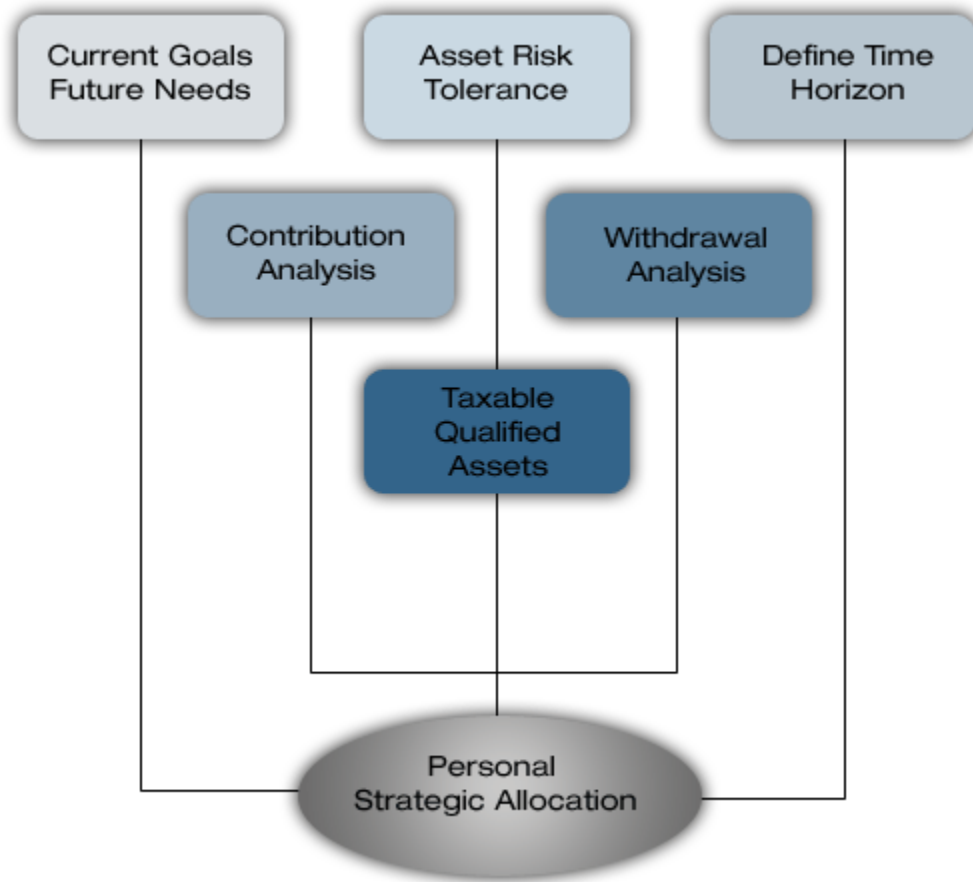 Current Goals
Future Needs
Asset Risk
Tolerance
Define Time
Horizon
Contribution
Analysis
Withdrawal
Analysis
Taxable
Qualified
Assets
Personal
Strategic Allocation